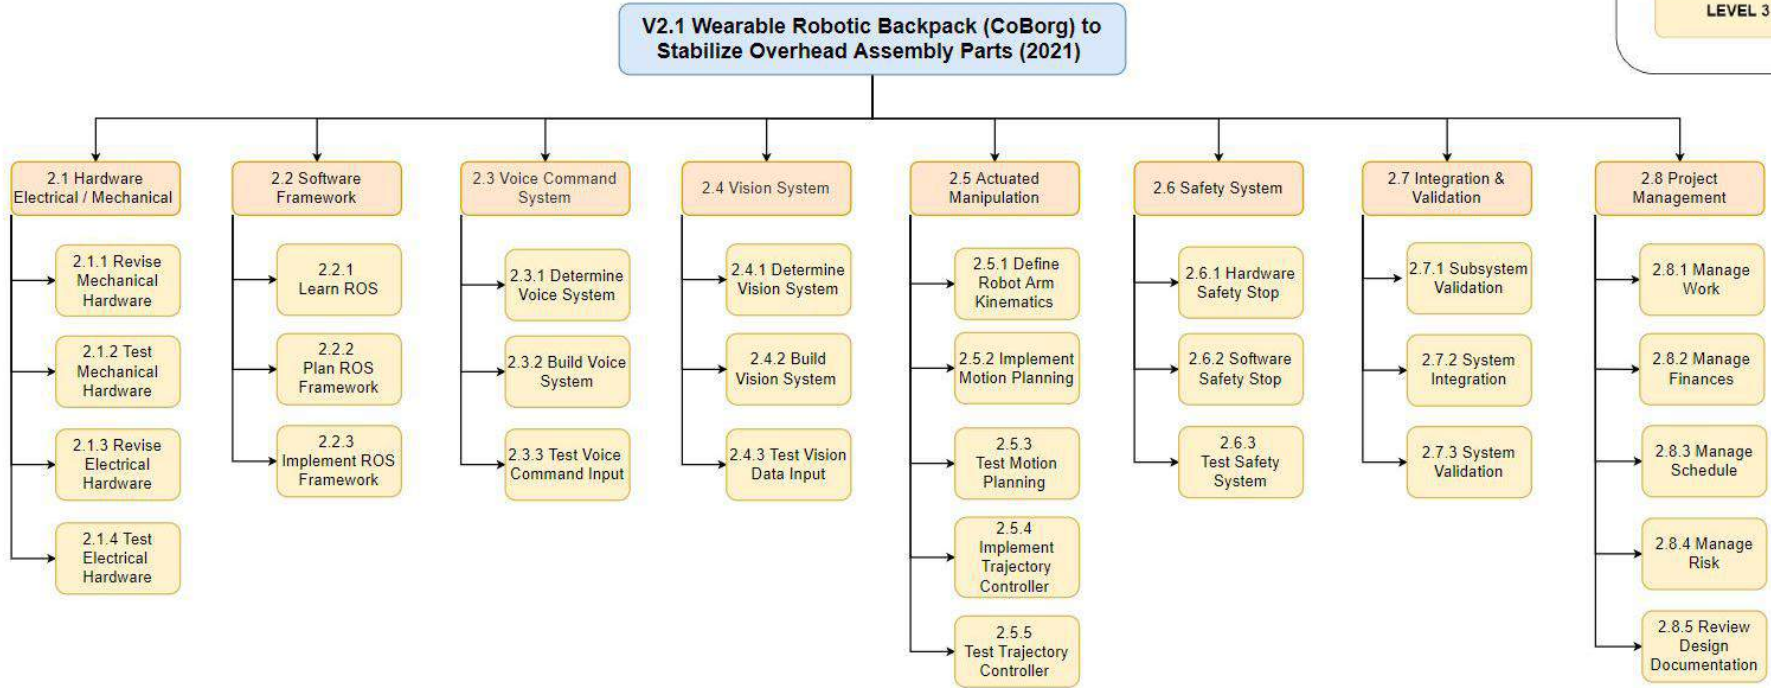 LEVEL 3
V2.1 Wearable Robotic Backpack (CoBorg) to
Stabilize Overhead Assembly Parts (2021)
2.1 Hardware
Electrical / Mechanical
2.1.1 Revise
Mechanical
Hardware
2.1.2 Test
Mechanical
Hardware
2.1.3 Revise
Electrical
Hardware
2.1.4 Test
Electrical
Hardware
2.2 Software
Framework
2.2.1
Learn ROS
2.2.2
Plan ROS
Framework
2.2.3
Implement ROS
Framework
2.3 Voice Command
System
2.3.1 Determine
Voice System
2.3.2 Build Voice
System
2.3.3 Test Voice
Command Input
2.4 Vision System
2.4.1 Determine
Vision System
2.4.2 Build
Vision System
2.4.3 Test Vision
Data Input
2.5 Actuated
Manipulation
2.5.1 Define
Robot Arm
Kinematics
2.5.2 Implement
Motion Planning
2.5.3
Test Motion
Planning
2.5.4
Implement
Trajectory
Controller
2.5.5
Test Trajectory
Controller
2.6 Safety System
2.6.1 Hardware
Safety Stop
2.6.2 Software
Safety Stop
2.6.3
Test Safety
System
2.7 Integration &
Validation
2.7.1 Subsystem
Validation
2.7.2 System
Integration
2.7.3 System
Validation
2.8 Project
Management
2.8.1 Manage
Work
2.8.2 Manage
Finances
2.8.3 Manage
Schedule
2.8.4 Manage
Risk
2.8.5 Review
Design
Documentation